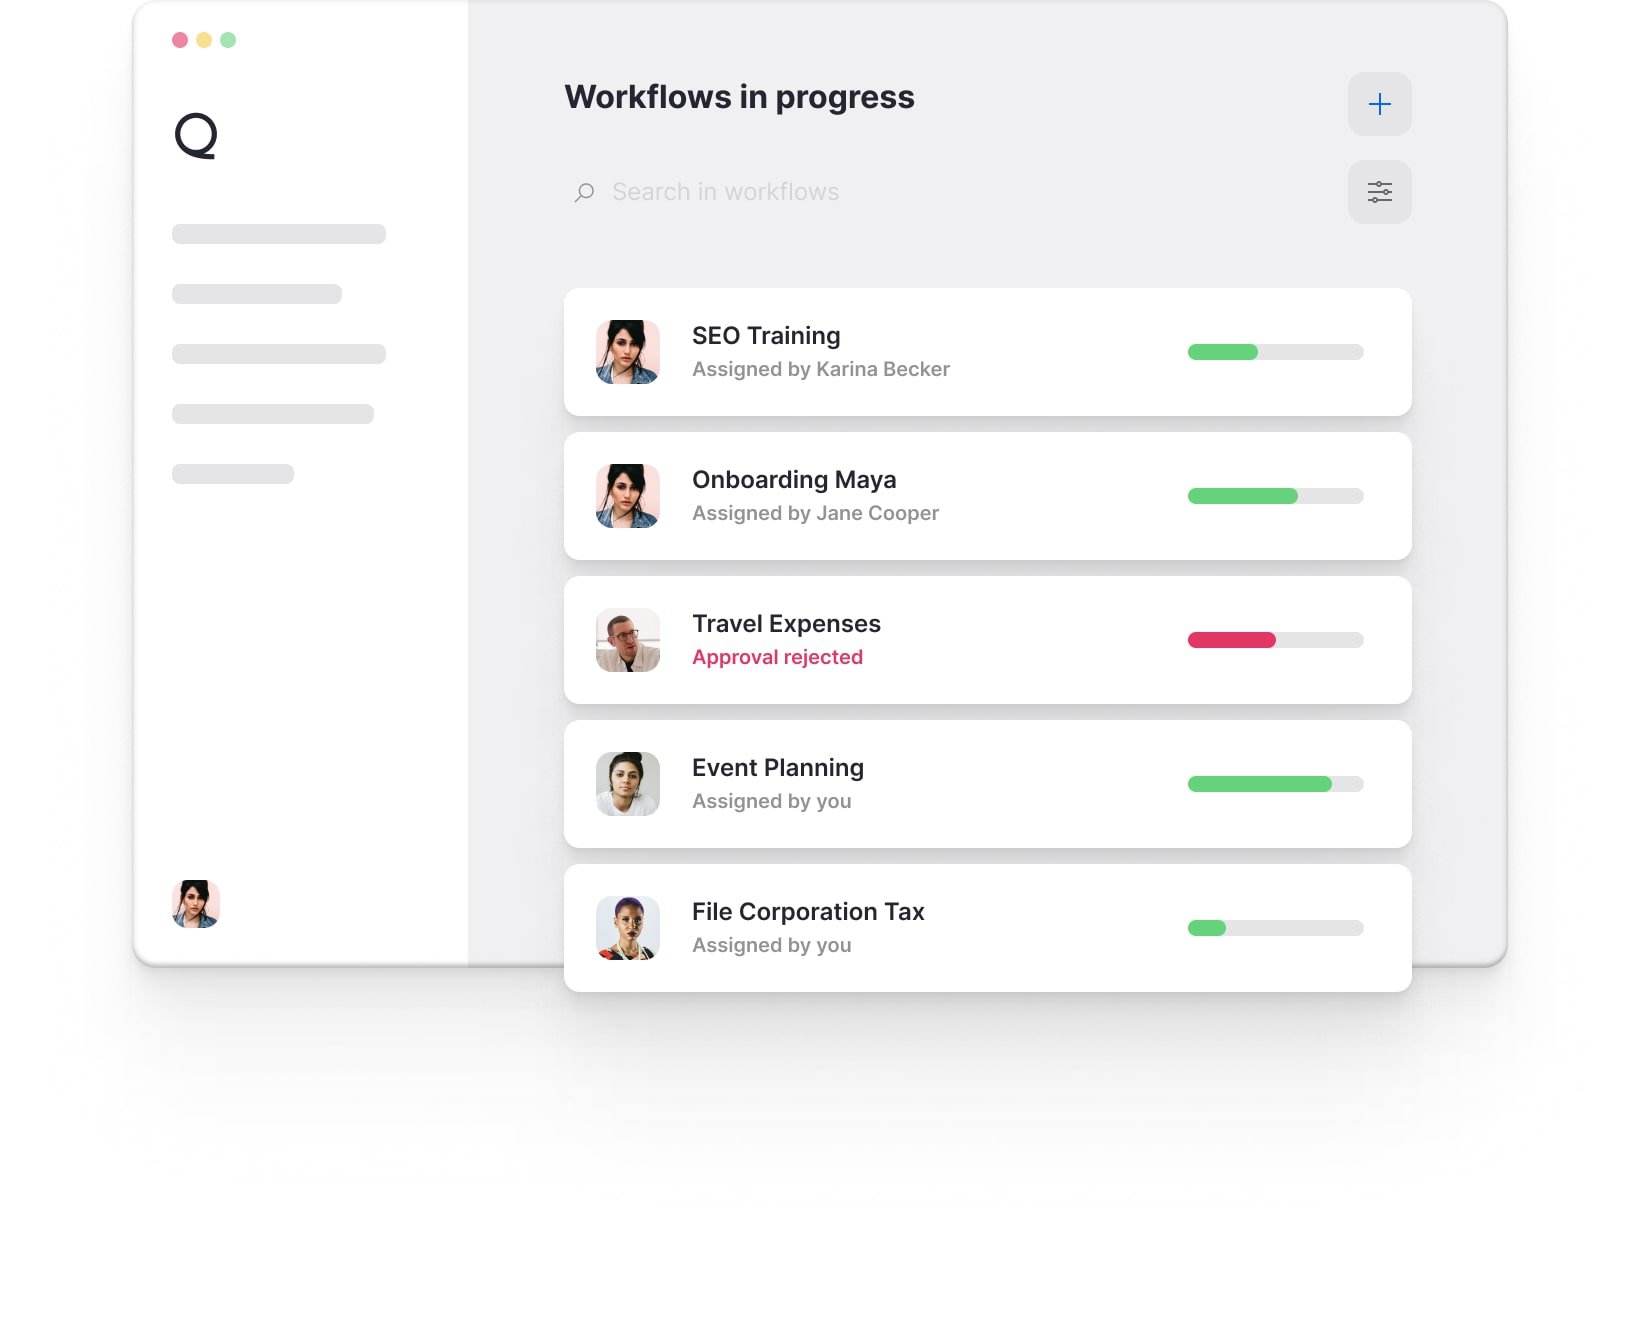 Q
Workflows in progress
Search in workflows
SEO Training
Assigned by Karina Becker
Onboarding Maya
Assigned by Jane Cooper
Travel Expenses
Approval rejected
Event Planning
Assigned by you
File Corporation Tax
Assigned by you